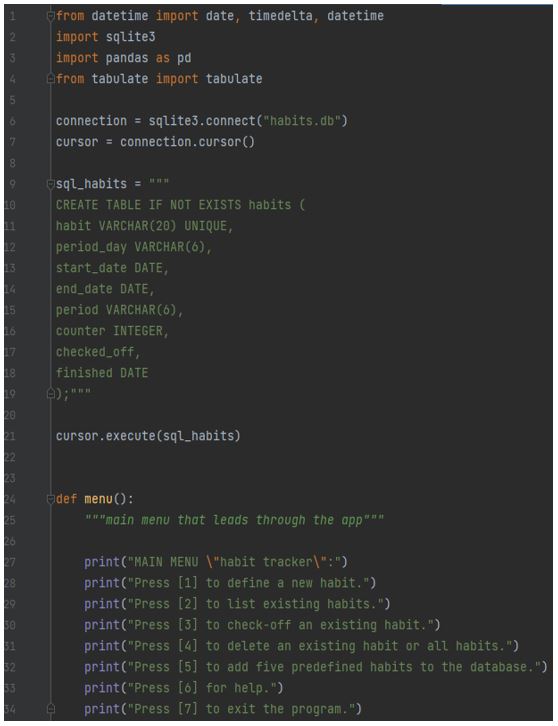 1 from datetime import date, timedelta, datetime
2 import sqlite3
3 import pandas as pd
4 from tabulate import tabulate
5
6 connection = sqlite3.connect("habits.db")
7 cursor = connection.cursor()
8
9 sql_habits = """
10 CREATE TABLE IF NOT EXISTS habits (
11 habit VARCHAR(20) UNIQUE,
12 period_day VARCHAR(6),
13 start_date DATE,
14 end_date DATE,
15 period VARCHAR(6),
16 counter INTEGER,
17 checked_off,
18 finished DATE
19 );"""
20
21 cursor.execute(sql_habits)
22
23
24 def menu():
25     """main menu that leads through the app"""
26
27     print("MAIN MENU \"habit tracker\":")
28     print("Press [1] to define a new habit.")
29     print("Press [2] to list existing habits.")
30     print("Press [3] to check-off an existing habit.")
31     print("Press [4] to delete an existing habit or all habits.")
32     print("Press [5] to add five predefined habits to the database.")
33     print("Press [6] for help.")
34     print("Press [7] to exit the program.")